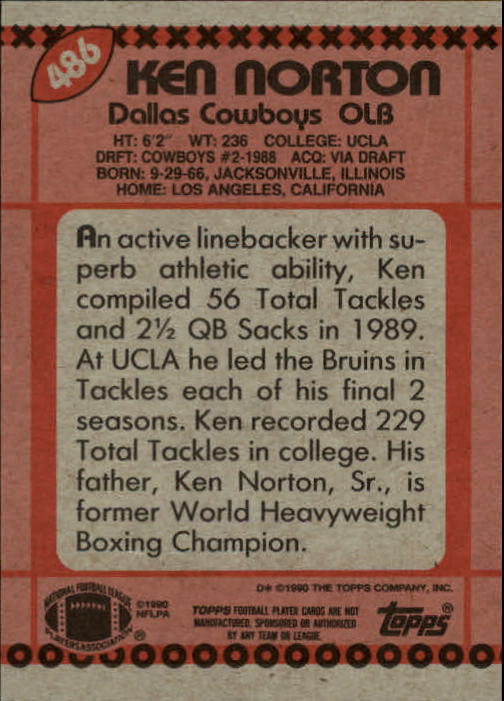 486
KEN NORTON
Dallas Cowboys OLB
HT: 6'2" WT: 236 COLLEGE: UCLA
DRFT: COWBOYS #2-1988 ACQ: VIA DRAFT
BORN: 9-29-66, JACKSONVILLE, ILLINOIS
HOME: LOS ANGELES, CALIFORNIA
An active linebacker with su-
perb athletic ability, Ken
compiled 56 Total Tackles
and 2½ QB Sacks in 1989.
At UCLA he led the Bruins in
Tackles each of his final 2
seasons. Ken recorded 229
Total Tackles in college. His
father, Ken Norton, Sr., is
former World Heavyweight
Boxing Champion.
D* ©1990 THE TOPPS COMPANY, INC.
NATIONAL FOOTBALL LEAGUE
PLAYERS ASSOCIATION ®
©1990
NFLPA
TOPPS FOOTBALL PLAYER CARDS ARE NOT
MANUFACTURED, SPONSORED OR AUTHORIZED
BY ANY TEAM OR LEAGUE.
topps®